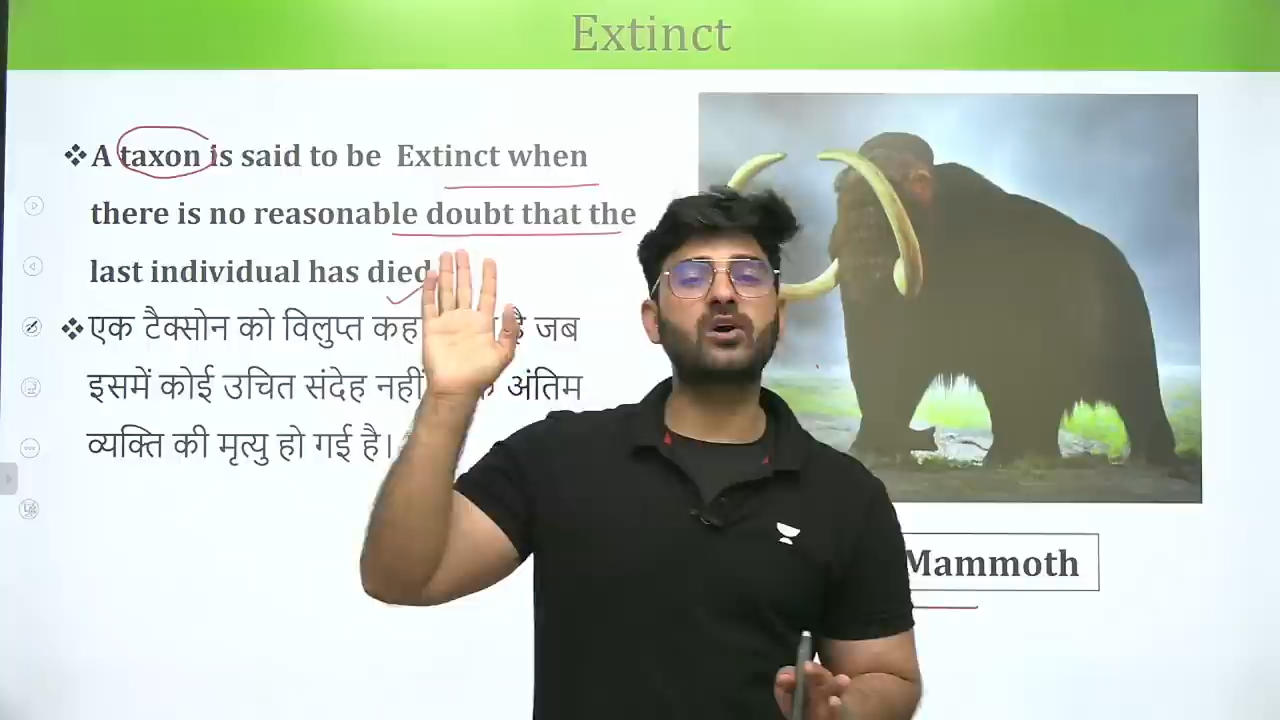 Extinct
❖ A taxon is said to be Extinct when
there is no reasonable doubt that the
last individual has died
❖ एक टैक्सोन को विलुप्त है जब
इसमें कोई उचित संदेह नहीं अंतिम
व्यक्ति की मृत्यु हो गई है।
Mammoth